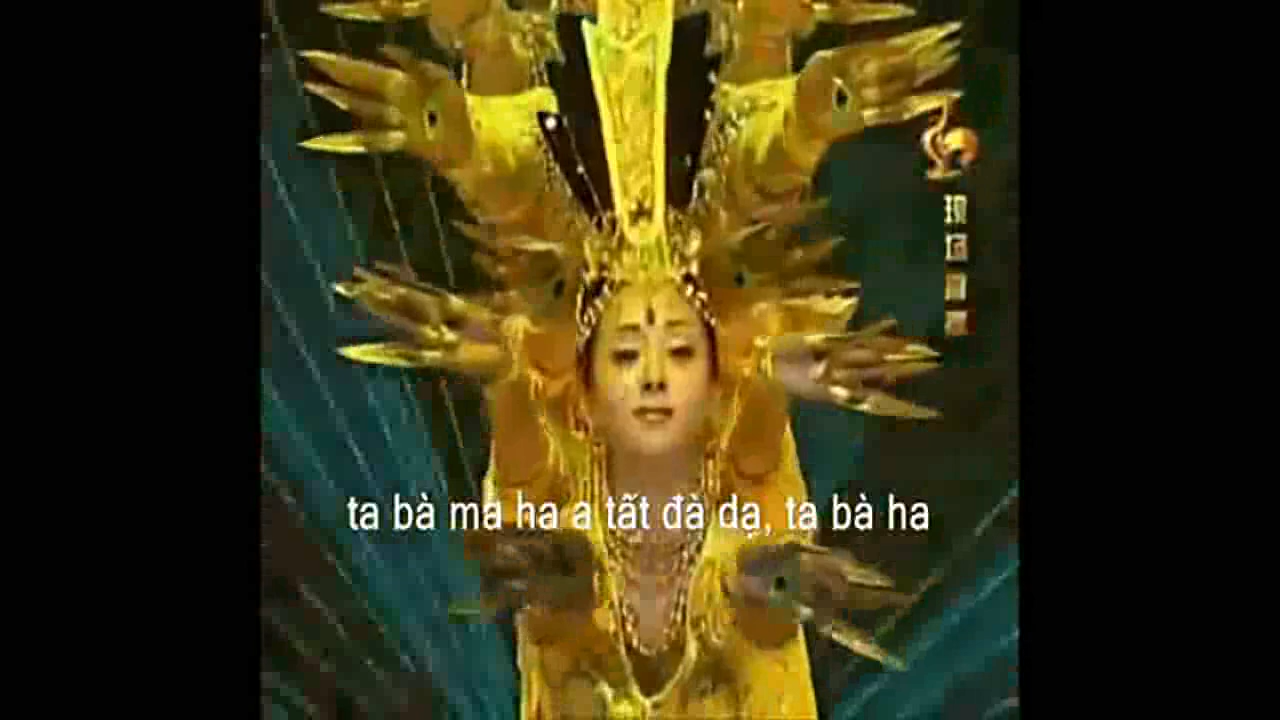 ta bà ma ha a tất đà dạ, ta bà ha